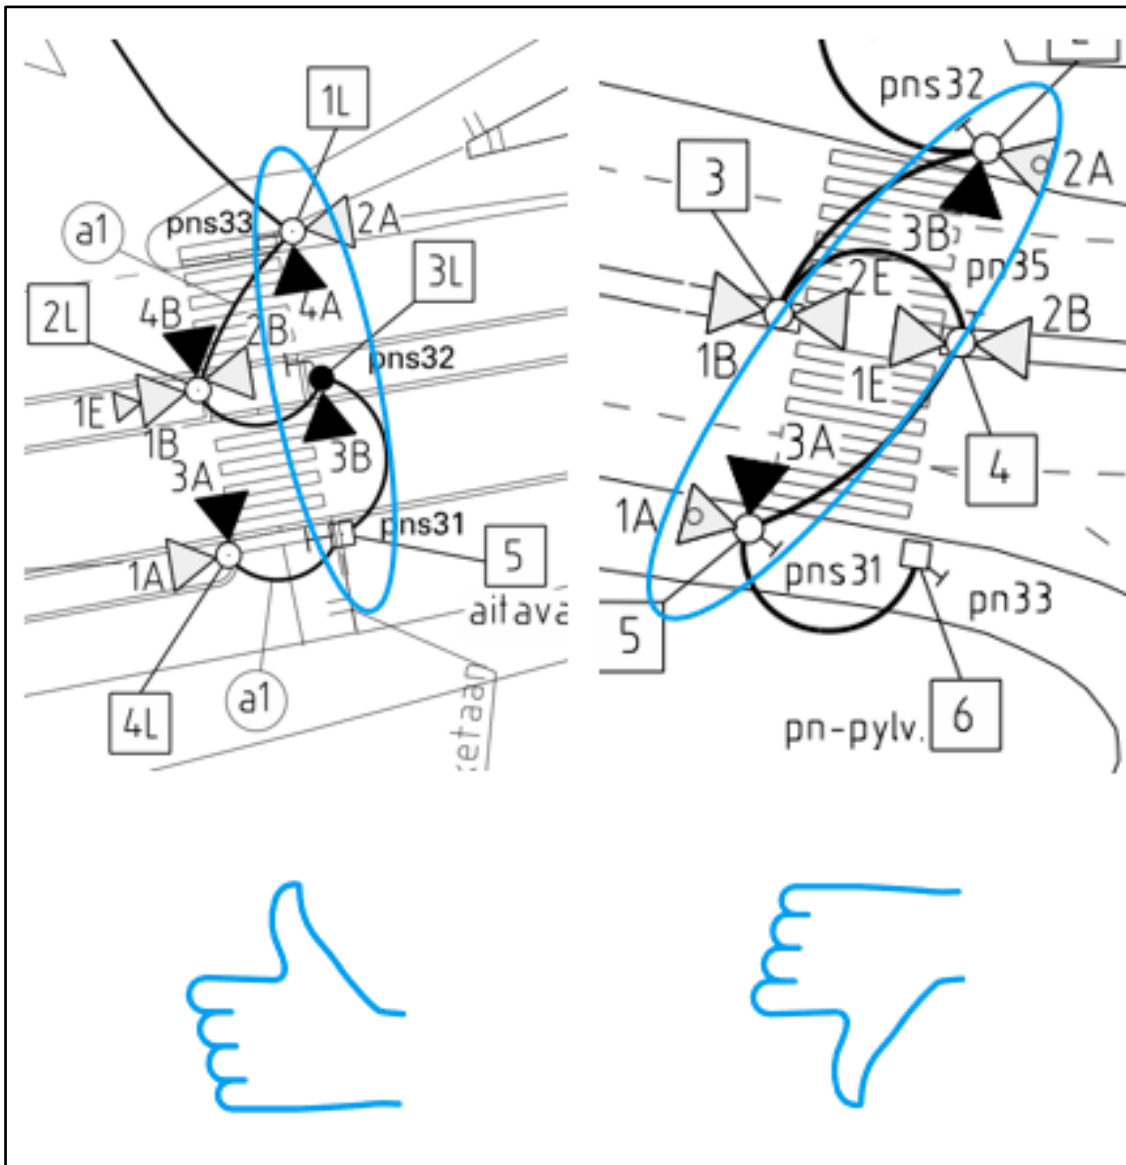 1L
pns33
2A
a1
3L
4B
2B
4A
2L
pns32
1E
1B
3A
3B
pns31
1A
5
aitava
4L
a1
ketaan
pns32
2A
3
3B
2E
pn35
2B
1B
1E
3A
4
1A
pns31
pn33
5
pn-pylv.
6